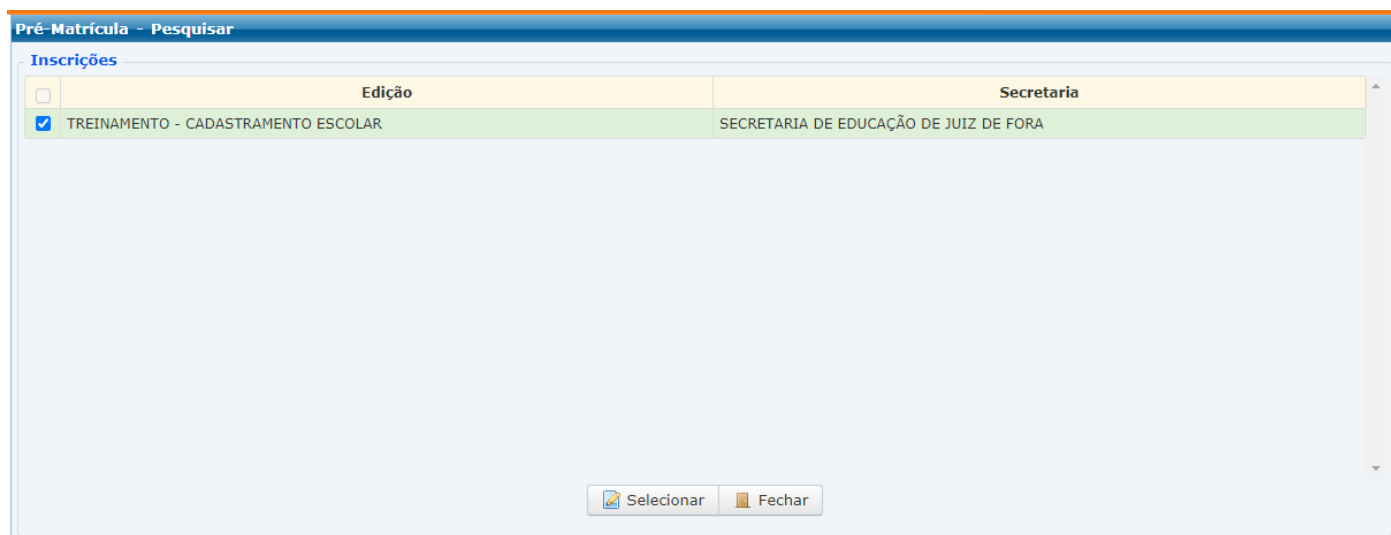 Pré-Matrícula - Pesquisar
Inscrições
Edição Secretaria
TREINAMENTO - CADASTRAMENTO ESCOLAR SECRETARIA DE EDUCAÇÃO DE JUIZ DE FORA
Selecionar Fechar